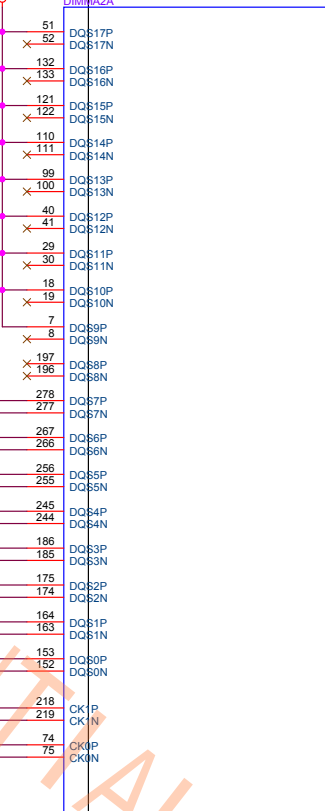 DIMMA2A
51 DQS17P
52 DQS17N
132 DQS16P
133 DQS16N
121 DQS15P
122 DQS15N
110 DQS14P
111 DQS14N
99 DQS13P
100 DQS13N
40 DQS12P
41 DQS12N
29 DQS11P
30 DQS11N
18 DQS10P
19 DQS10N
7 DQS9P
8 DQS9N
197 DQS8P
196 DQS8N
278 DQS7P
277 DQS7N
267 DQS6P
266 DQS6N
256 DQS5P
255 DQS5N
245 DQS4P
244 DQS4N
186 DQS3P
185 DQS3N
175 DQS2P
174 DQS2N
164 DQS1P
163 DQS1N
153 DQS0P
152 DQS0N
218 CK1P
219 CK1N
74 CK0P
75 CK0N
NTIAL